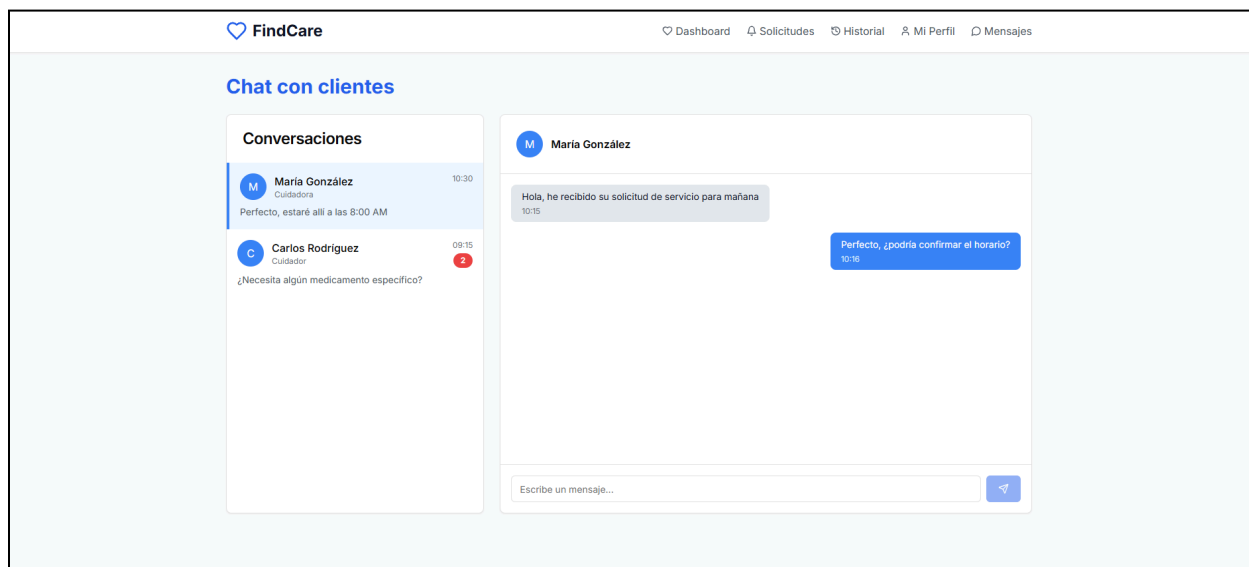 FindCare
Dashboard Solicitudes Historial Mi Perfil Mensajes
Chat con clientes
Conversaciones
M María González 10:30
Cuidadora
Perfecto, estaré allí a las 8:00 AM
C Carlos Rodríguez 09:15
Cuidador 2
¿Necesita algún medicamento específico?
M María González
Hola, he recibido su solicitud de servicio para mañana
10:15
Perfecto, ¿podría confirmar el horario?
10:16
Escribe un mensaje...